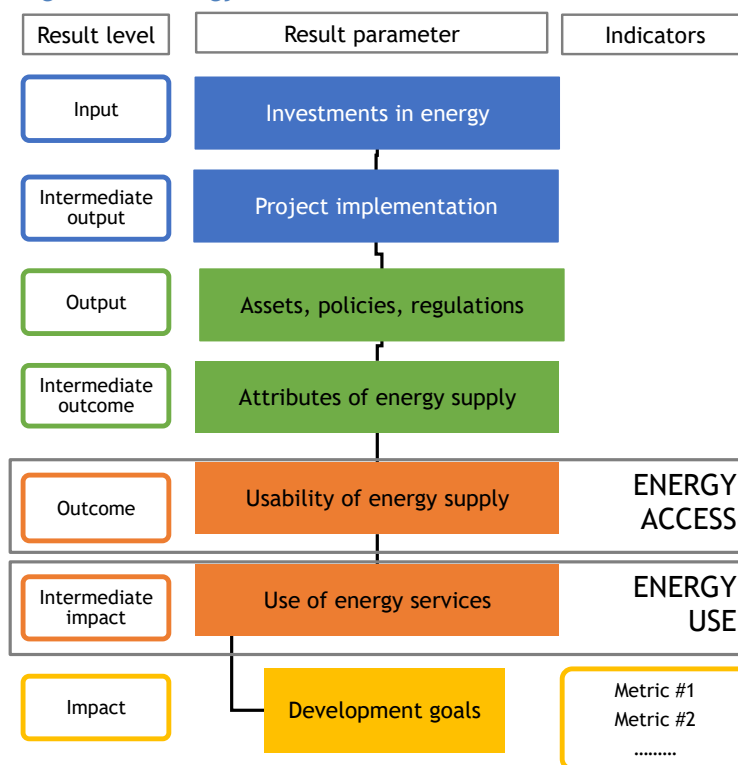 Result level
Result parameter
Indicators
Input
Investments in energy
Intermediate
output
Project implementation
Output
Assets, policies, regulations
Intermediate
outcome
Attributes of energy supply
Outcome
Usability of energy supply
ENERGY
ACCESS
Intermediate
impact
Use of energy services
ENERGY
USE
Impact
Development goals
Metric #1
Metric #2
.........